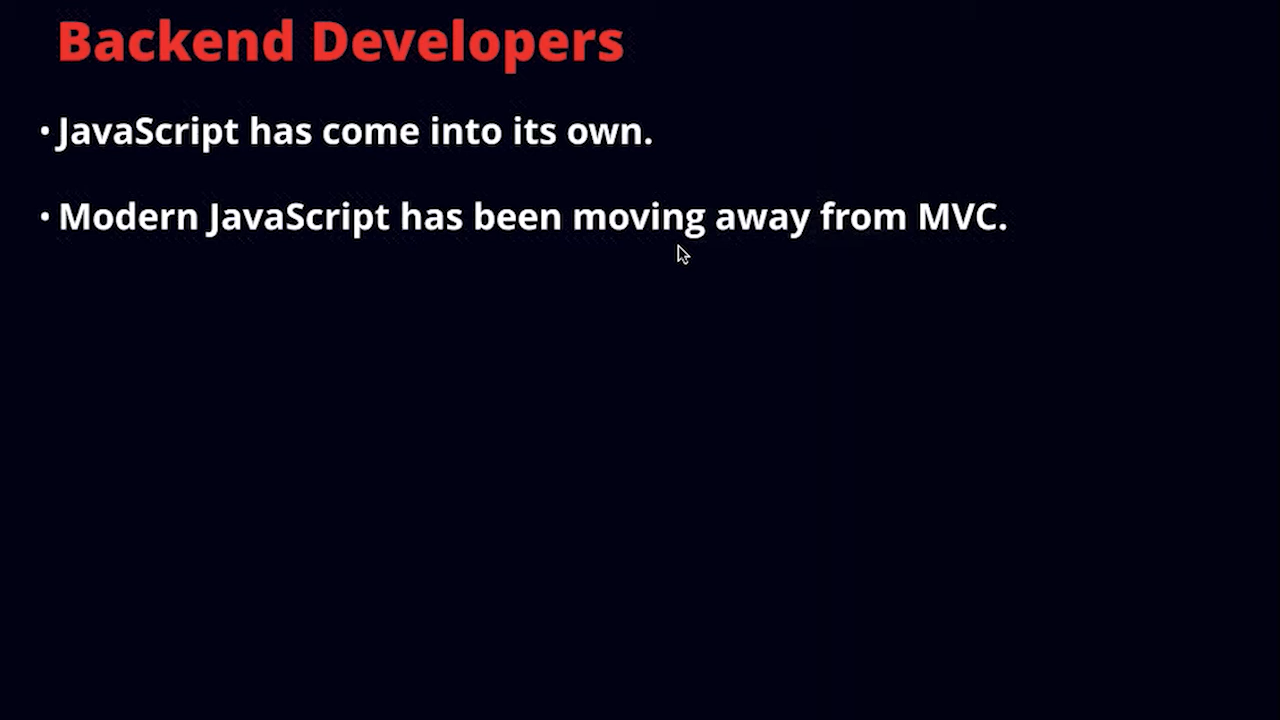 Backend Developers
• JavaScript has come into its own.
• Modern JavaScript has been moving away from MVC.